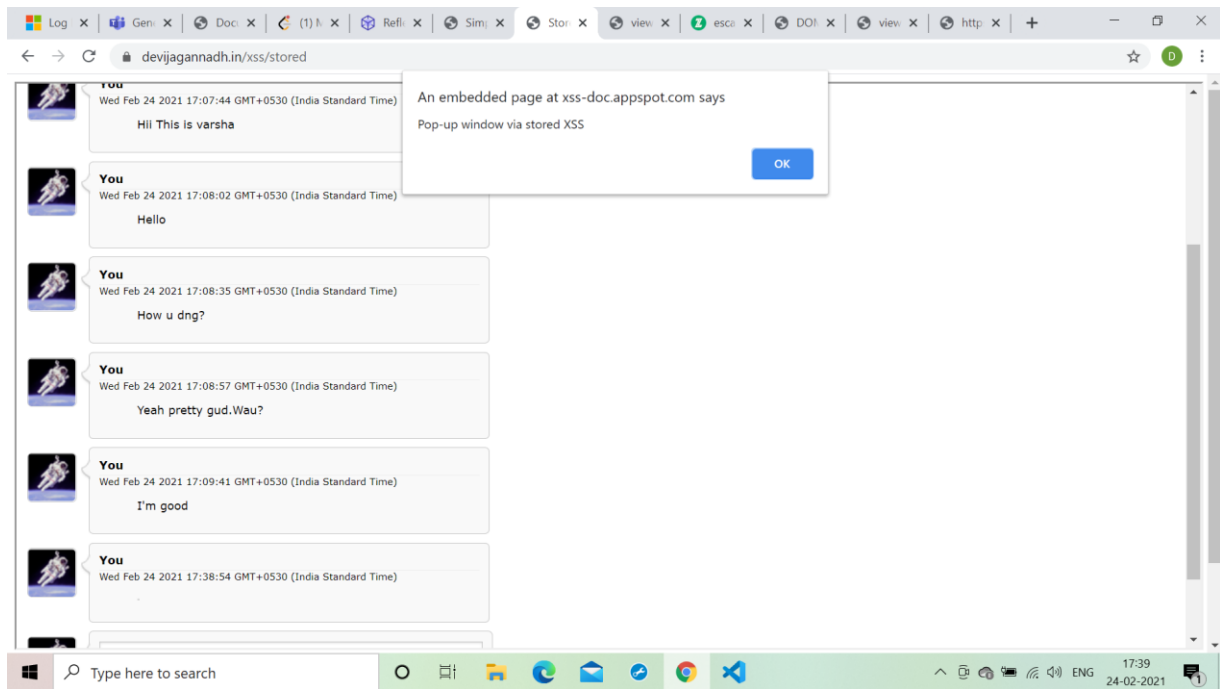 Log
Gen
Doc
(1) N
Refl
Sim
Stor
view
esca
DOM
view
http
devijagannadh.in/xss/stored
D
An embedded page at xss-doc.appspot.com says
Pop-up window via stored XSS
OK
You
Wed Feb 24 2021 17:07:44 GMT+0530 (India Standard Time)
Hii This is varsha
You
Wed Feb 24 2021 17:08:02 GMT+0530 (India Standard Time)
Hello
You
Wed Feb 24 2021 17:08:35 GMT+0530 (India Standard Time)
How u dng?
You
Wed Feb 24 2021 17:08:57 GMT+0530 (India Standard Time)
Yeah pretty gud.Wau?
You
Wed Feb 24 2021 17:09:41 GMT+0530 (India Standard Time)
I'm good
You
Wed Feb 24 2021 17:38:54 GMT+0530 (India Standard Time)
.
Type here to search
ENG
17:39
24-02-2021
1